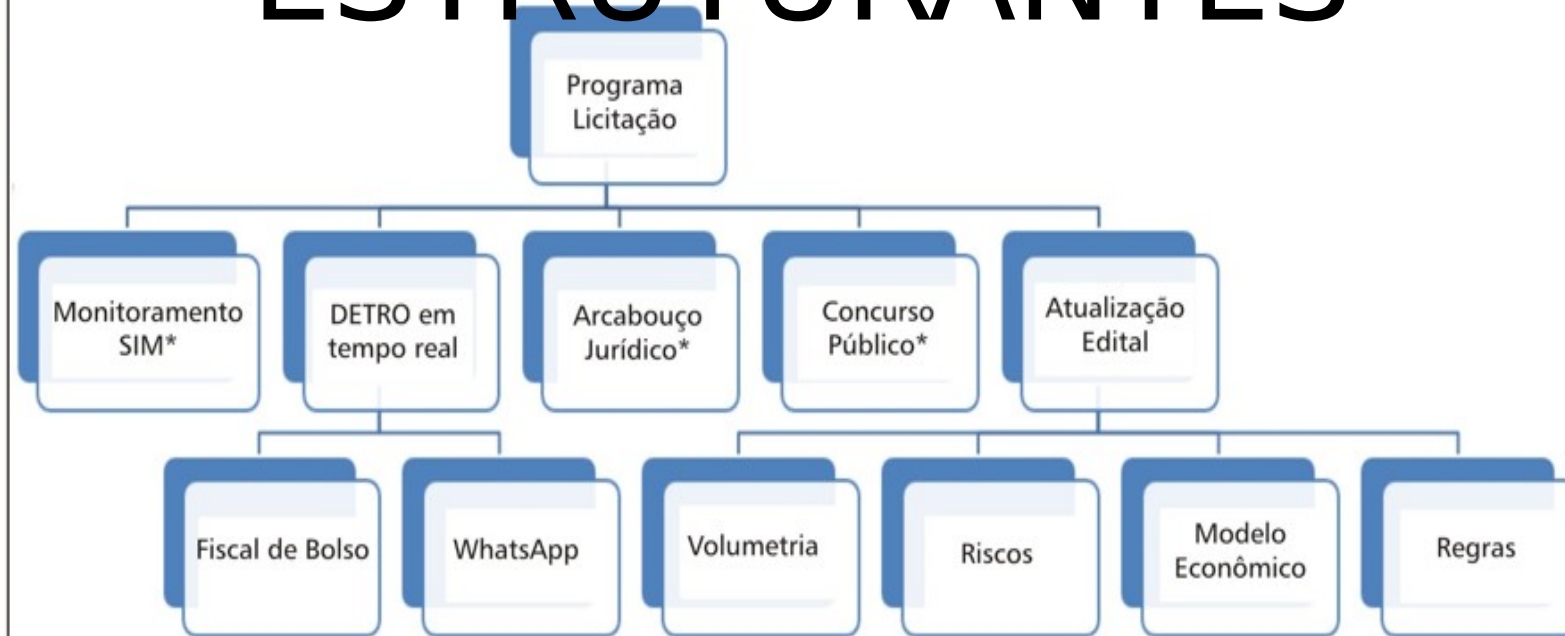 ESTRUTURANTES
Programa
Licitação
Monitoramento
SIM*
DETRO em
tempo real
Arcabouço
Jurídico*
Concurso
Público*
Atualização
Edital
Fiscal de Bolso
WhatsApp
Volumetria
Riscos
Modelo
Econômico
Regras